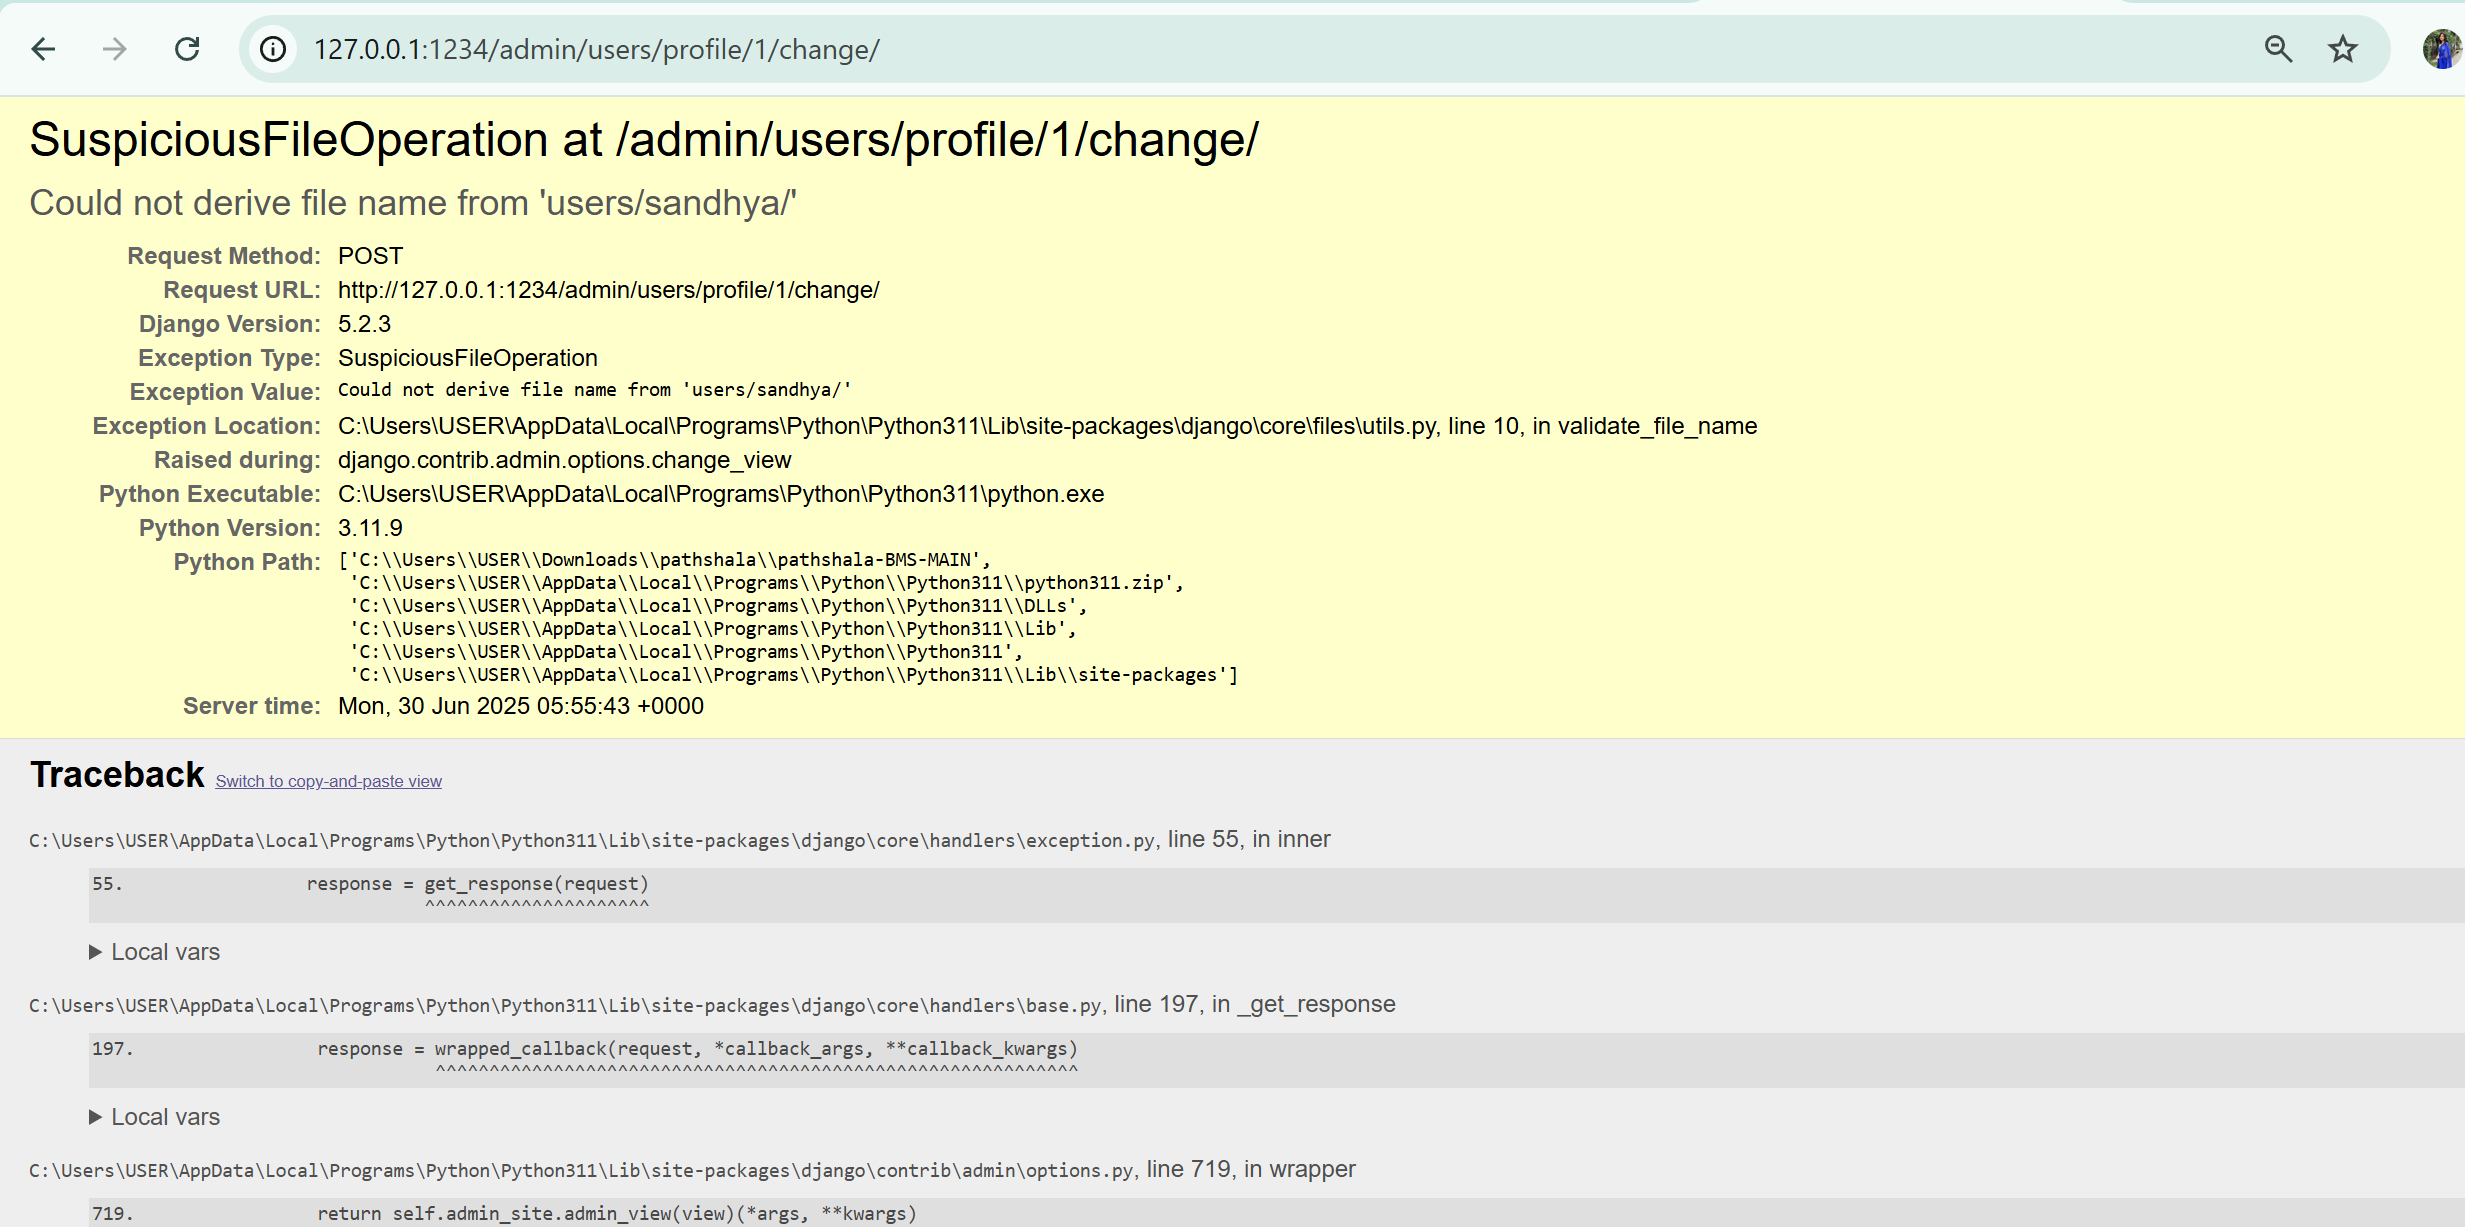 127.0.0.1:1234/admin/users/profile/1/change/
SuspiciousFileOperation at /admin/users/profile/1/change/
Could not derive file name from 'users/sandhya/'
Request Method: POST
Request URL: http://127.0.0.1:1234/admin/users/profile/1/change/
Django Version: 5.2.3
Exception Type: SuspiciousFileOperation
Exception Value: Could not derive file name from 'users/sandhya/'
Exception Location: C:\Users\USER\AppData\Local\Programs\Python\Python311\Lib\site-packages\django\core\files\utils.py, line 10, in validate_file_name
Raised during: django.contrib.admin.options.change_view
Python Executable: C:\Users\USER\AppData\Local\Programs\Python\Python311\python.exe
Python Version: 3.11.9
Python Path: ['C:\\Users\\USER\\Downloads\\pathshala\\pathshala-BMS-MAIN',
'C:\\Users\\USER\\AppData\\Local\\Programs\\Python\\Python311\\python311.zip',
'C:\\Users\\USER\\AppData\\Local\\Programs\\Python\\Python311\\DLLs',
'C:\\Users\\USER\\AppData\\Local\\Programs\\Python\\Python311\\Lib',
'C:\\Users\\USER\\AppData\\Local\\Programs\\Python\\Python311',
'C:\\Users\\USER\\AppData\\Local\\Programs\\Python\\Python311\\Lib\\site-packages']
Server time: Mon, 30 Jun 2025 05:55:43 +0000
Traceback Switch to copy-and-paste view
C:\Users\USER\AppData\Local\Programs\Python\Python311\Lib\site-packages\django\core\handlers\exception.py, line 55, in inner
55. response = get_response(request)
^^^^^^^^^^^^^^^^^^^^^
Local vars
C:\Users\USER\AppData\Local\Programs\Python\Python311\Lib\site-packages\django\core\handlers\base.py, line 197, in _get_response
197. response = wrapped_callback(request, *callback_args, **callback_kwargs)
^^^^^^^^^^^^^^^^^^^^^^^^^^^^^^^^^^^^^^^^^^^^^^^^^^^^^^^^^^^^
Local vars
C:\Users\USER\AppData\Local\Programs\Python\Python311\Lib\site-packages\django\contrib\admin\options.py, line 719, in wrapper
719. return self.admin_site.admin_view(view)(*args, **kwargs)